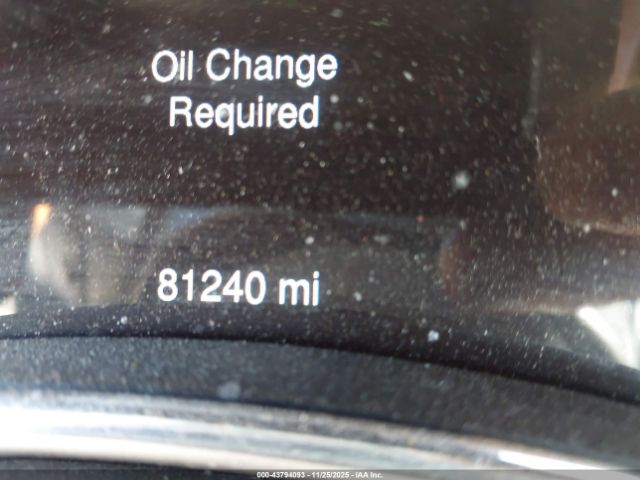 Oil Change
Required
81240 mi
000-43794093 - 11/25/2025 - © IAA Inc.